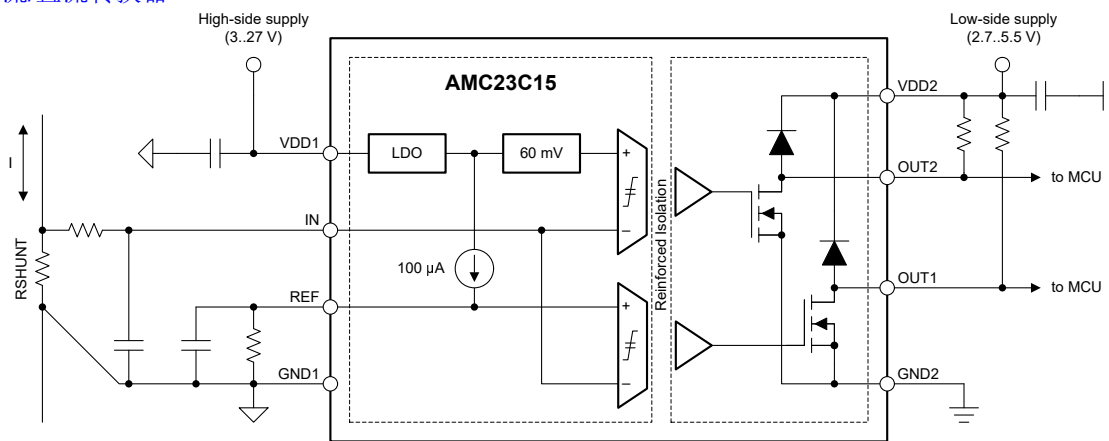 High-side supply
(3..27 V)
Low-side supply
(2.7..5.5 V)
AMC23C15
VDD1
LDO
60 mV
+
−
VDD2
OUT2
to MCU
I
IN
RSHUNT
100 µA
Reinforced Isolation
REF
+
−
OUT1
to MCU
GND1
GND2